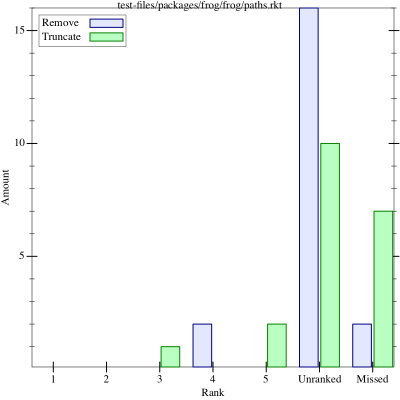 test-files/packages/frog/frog/paths.rkt
Remove
Truncate
15
10
5
Amount
1 2 3 4 5 Unranked Missed
Rank